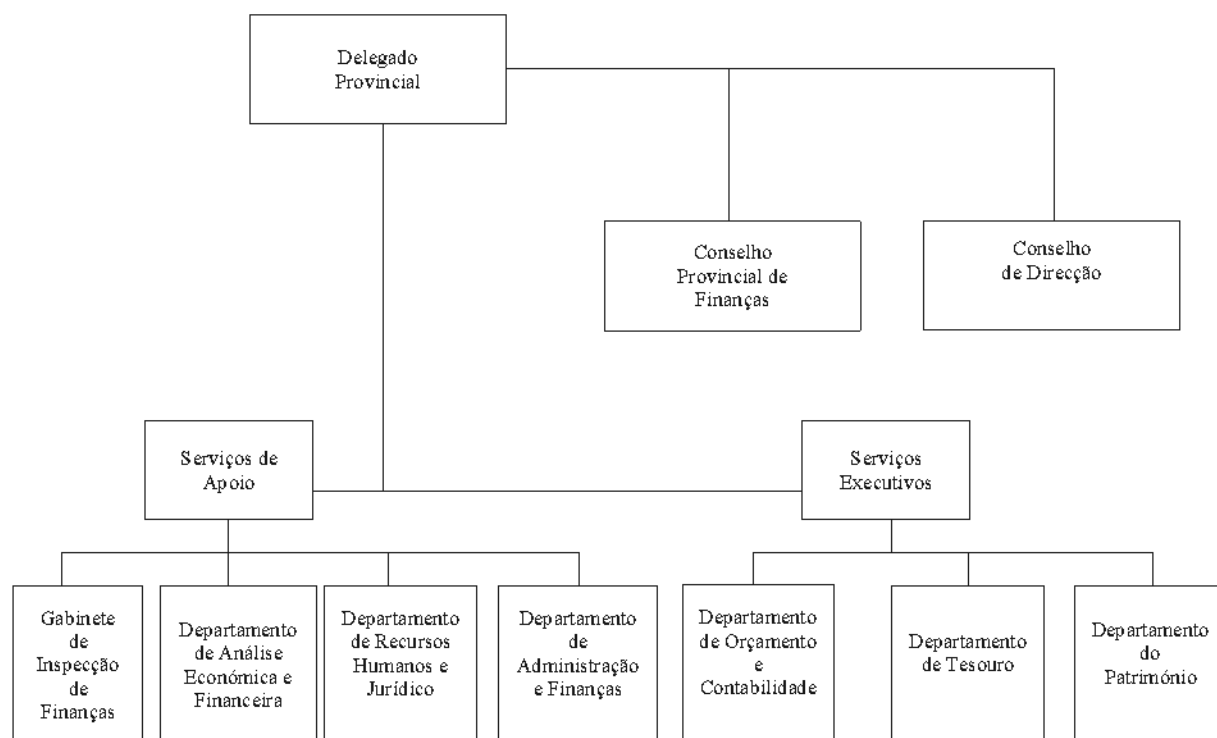 Delegado
Provincial
Conselho
Provincial de
Finanças
Conselho
de Direcção
Serviços de
Apoio
Serviços
Executivos
Gabinete
de
Inspecção
de
Finanças
Departamento
de Análise
Económica e
Financeira
Departamento
de Recursos
Humanos e
Jurídico
Departamento
de
Administração
e Finanças
Departamento
de Orçamento
e
Contabilidade
Departamento
de Tesouro
Departamento
do
Património